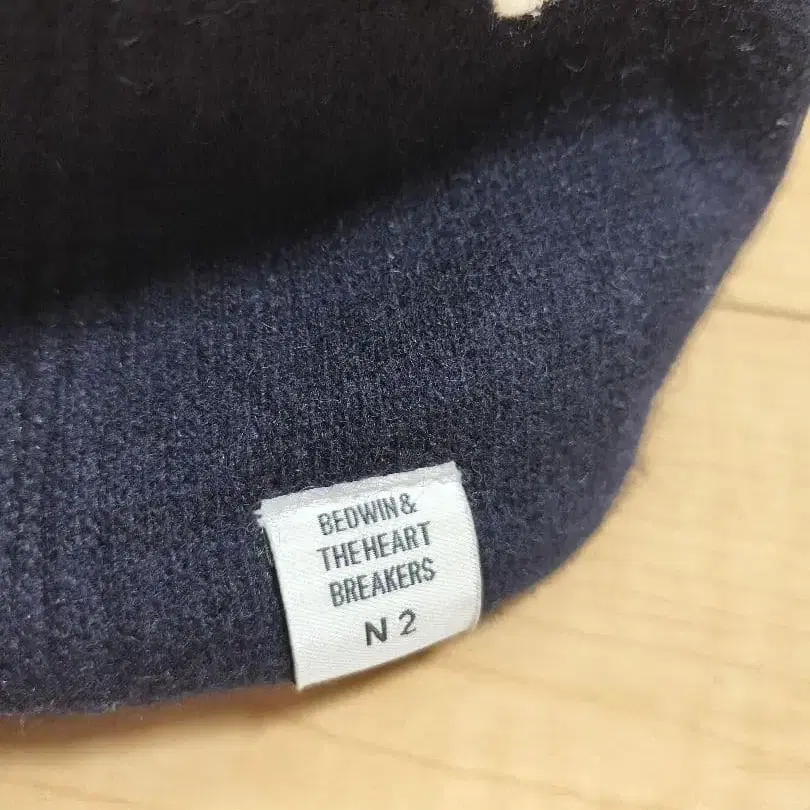 BEDWIN&
THE HEART
BREAKERS
N 2